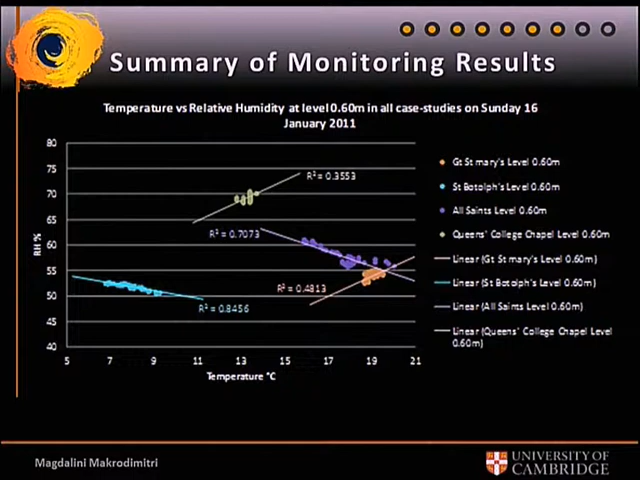 Summary of Monitoring Results
Temperature vs Relative Humidity at level 0.60m in all case-studies on Sunday 16
January 2011
80
75
70
65
60
55
50
45
40
RH %
R² = 0.3553
R² = 0.7073
R² = 0.4813
R² = 0.8456
5 7 9 11 13 15 17 19 21
Temperature °C
Gt St mary's Level 0.60m
St Botolph's Level 0.60m
All Saints Level 0.60m
Queens' College Chapel Level 0.60m
Linear (Gt St mary's Level 0.60m)
Linear (St Botolph's Level 0.60m)
Linear (All Saints Level 0.60m)
Linear (Queens' College Chapel Level
0.60m)
Magdalini Makrodimitri
UNIVERSITY OF
CAMBRIDGE